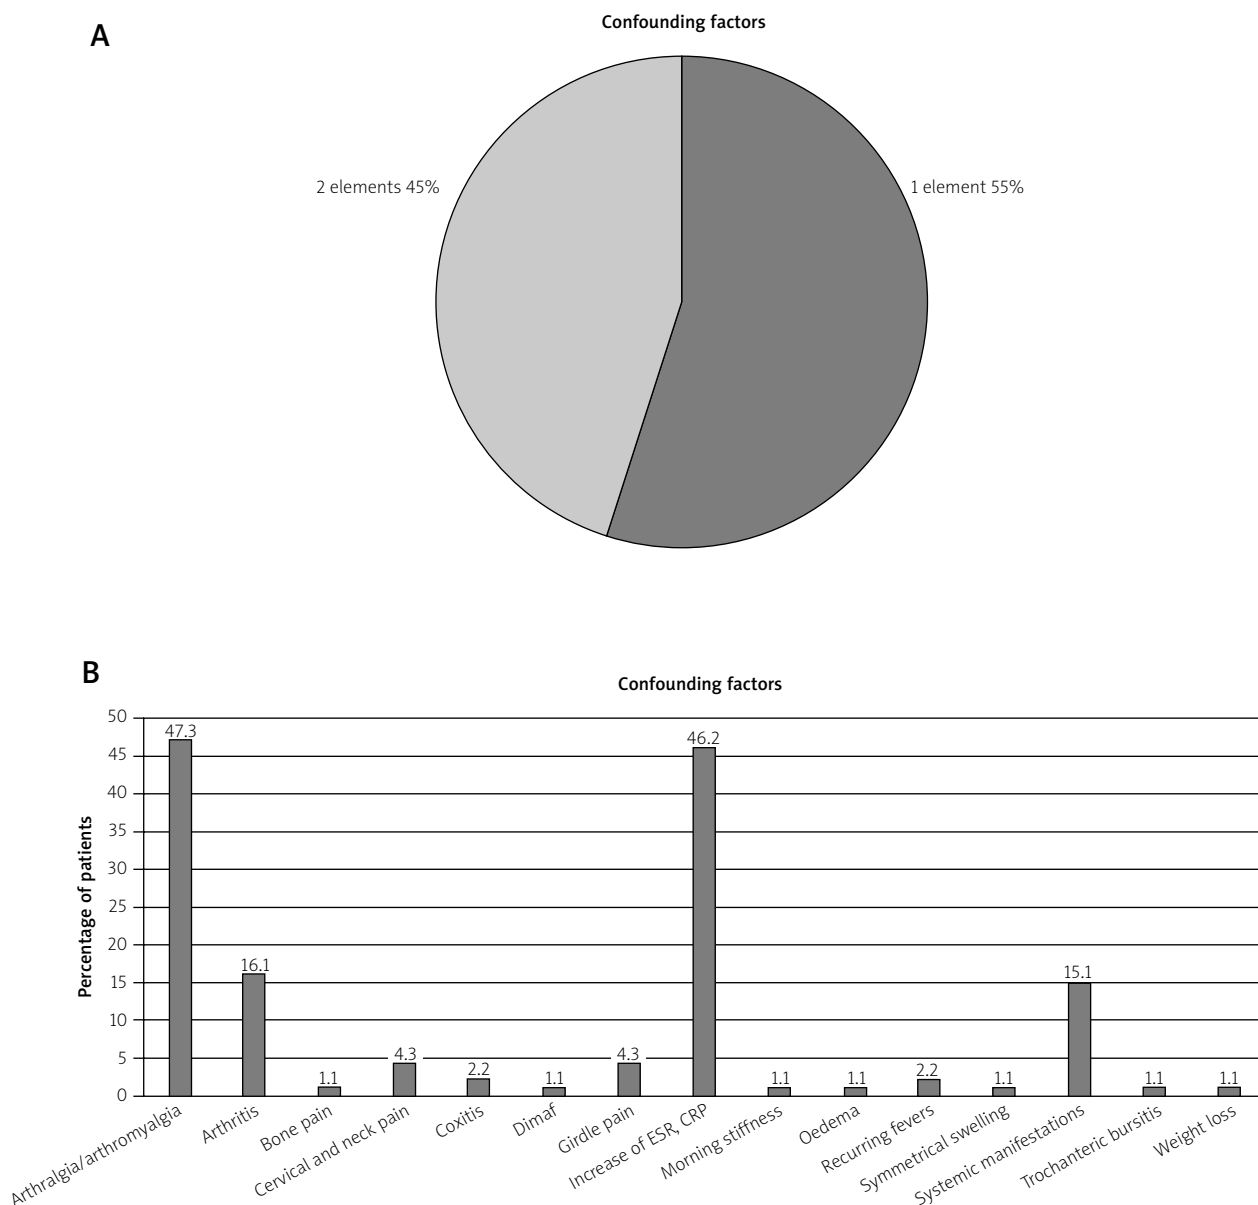 A
Confounding factors
2 elements 45%
1 element 55%
B
Confounding factors
Percentage of patients
50
45
40
35
30
25
20
15
10
5
0
47.3
16.1
1.1
4.3
2.2
1.1
4.3
46.2
1.1
1.1
2.2
1.1
15.1
1.1
1.1
Arthralgia/arthromyalgia
Arthritis
Bone pain
Cervical and neck pain
Coxitis
Dimaf
Girdle pain
Increase of ESR, CRP
Morning stiffness
Oedema
Recurring fevers
Symmetrical swelling
Systemic manifestations
Trochanteric bursitis
Weight loss